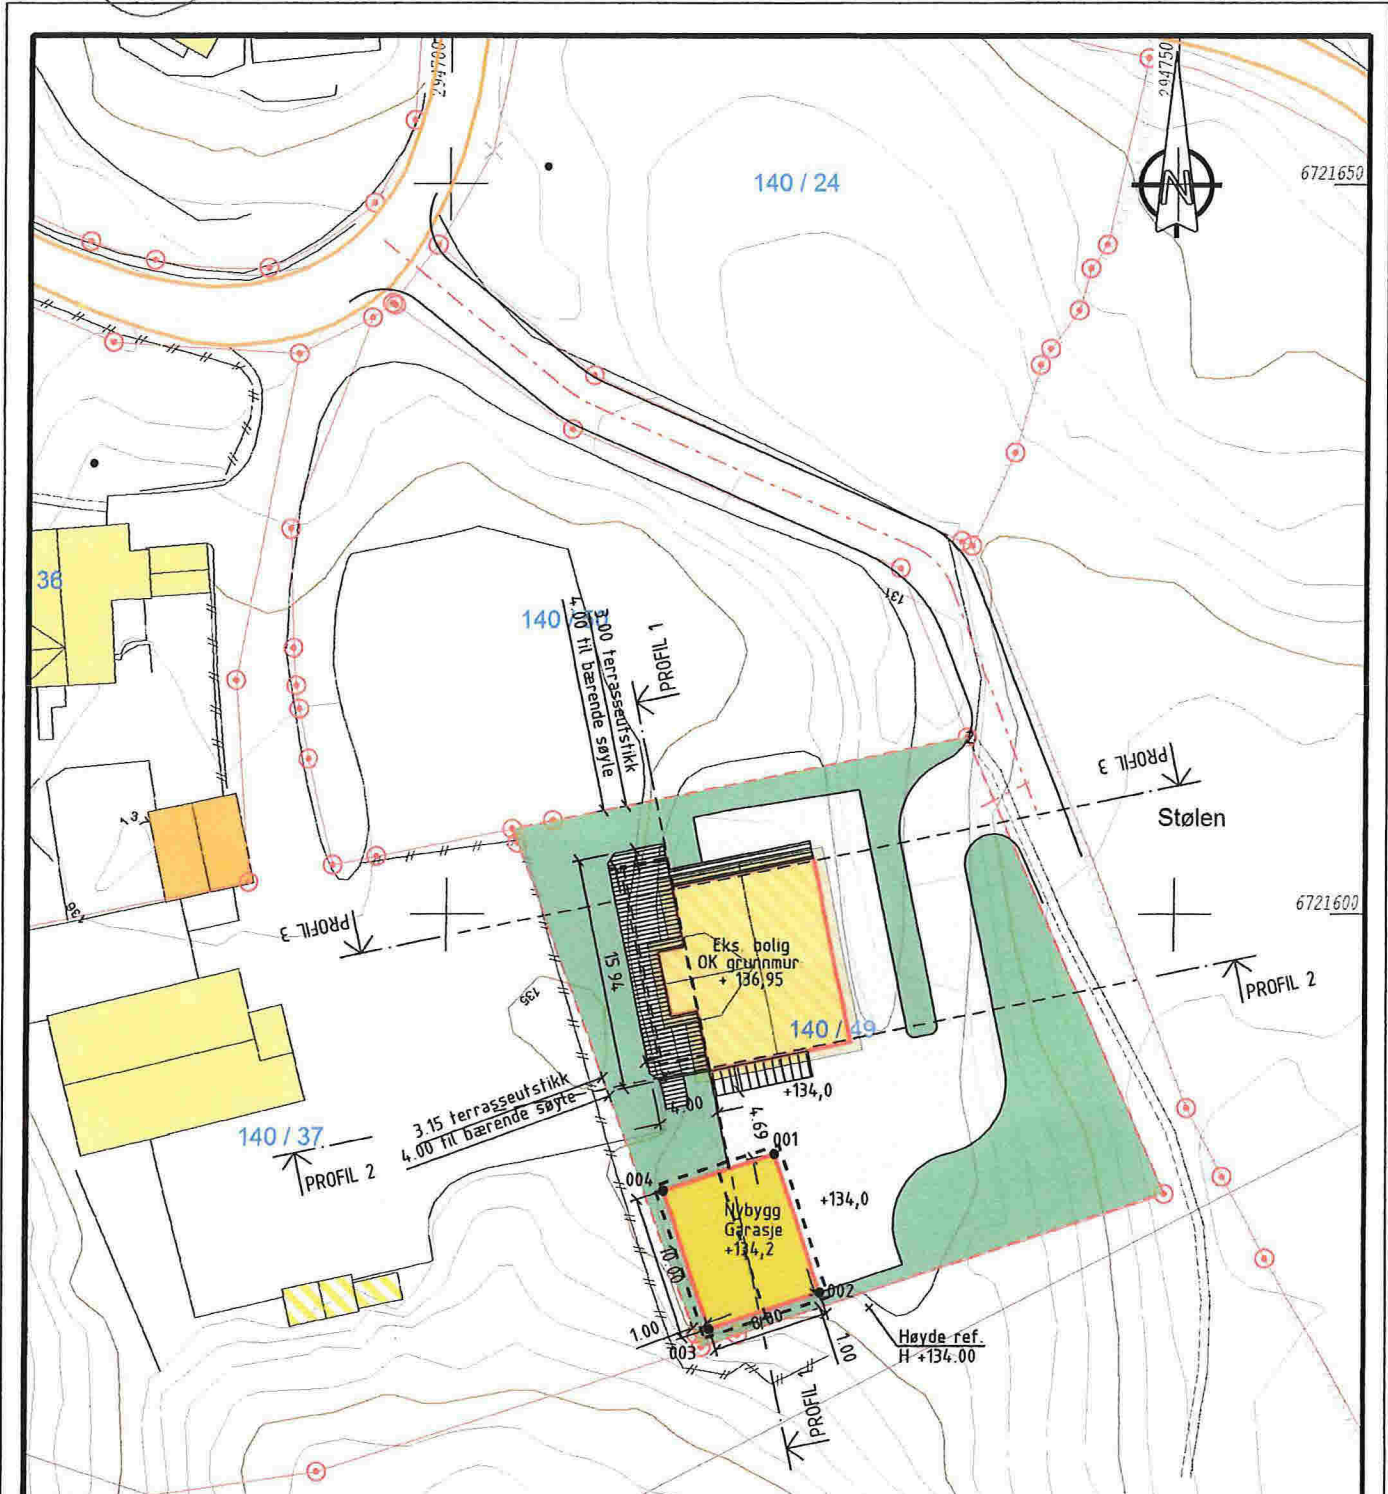 294700
294750
N
6721650
140 / 24
36
131
140 /
3.00 terrasseutstikk
4.00 til bærende søyle
PROFIL 1
PROFIL 3
Stølen
136
6721600
PROFIL 3
Eks. bolig
OK grunnmur
+ 136,95
15.94
135
PROFIL 2
140 / 49
3.15 terrasseutstikk
4.00 til bærende søyle
4.00
+134,0
4.69
001
140 / 37
PROFIL 2
004
+134,0
Nybygg
Garasje
+134,2
10.00
002
1.00
8.00
003
1.00
Høyde ref.
H +134.00
PROFIL 1